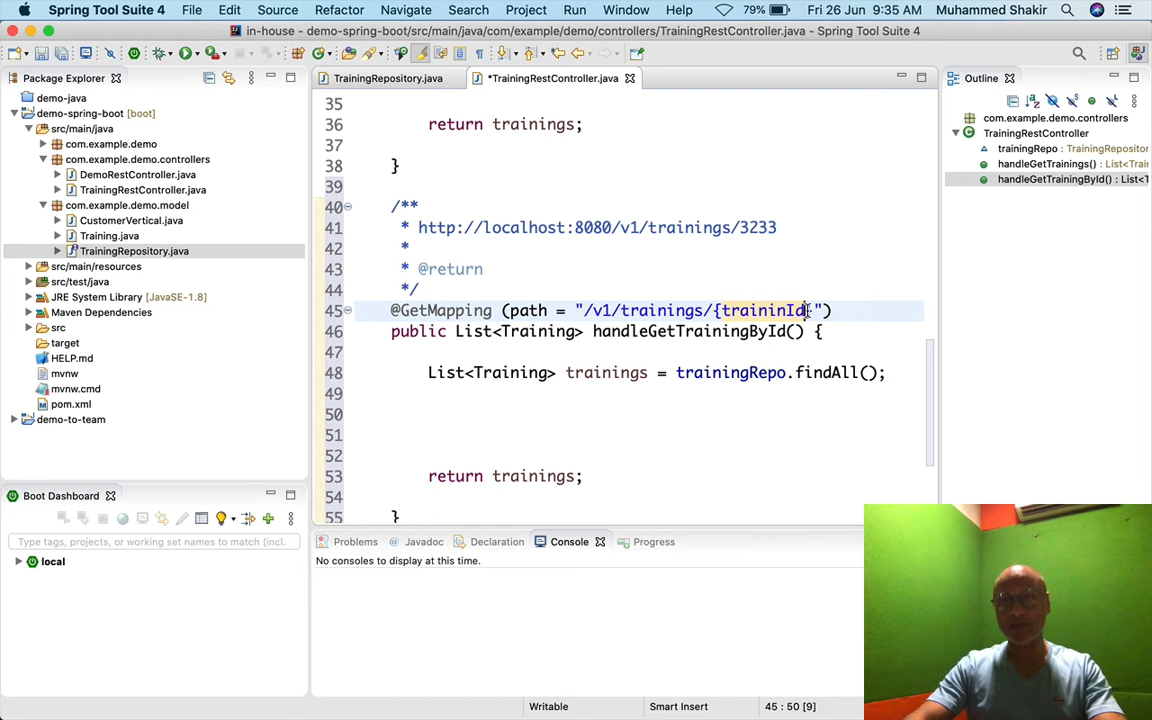 Spring Tool Suite 4 File Edit Source Refactor Navigate Search Project Run Window Help 79% Fri 26 Jun 9:35 AM Muhammed Shakir
in-house - demo-spring-boot/src/main/java/com/example/demo/controllers/TrainingRestController.java - Spring Tool Suite 4
Package Explorer
demo-java
demo-spring-boot [boot]
src/main/java
com.example.demo
com.example.demo.controllers
DemoRestController.java
TrainingRestController.java
com.example.demo.model
CustomerVertical.java
Training.java
TrainingRepository.java
src/main/resources
src/test/java
JRE System Library [JavaSE-1.8]
Maven Dependencies
src
target
HELP.md
mvnw
mvnw.cmd
pom.xml
demo-to-team
Boot Dashboard
Type tags, projects, or working set names to match (incl.
local
TrainingRepository.java
*TrainingRestController.java
35
36 return trainings;
37
38 }
39
40 /**
41 * http://localhost:8080/v1/trainings/3233
42 *
43 * @return
44 */
45 @GetMapping (path = "/v1/trainings/{traininId}")
46 public List<Training> handleGetTrainingById() {
48 List<Training> trainings = trainingRepo.findAll();
49
50
51
52
53 return trainings;
54
55 }
Problems Javadoc Declaration Console Progress
No consoles to display at this time.
Outline
com.example.demo.controllers
TrainingRestController
trainingRepo : TrainingRepositor
handleGetTrainings() : List<Trai
handleGetTrainingById() : List<T
Writable Smart Insert 45 : 50 [9]